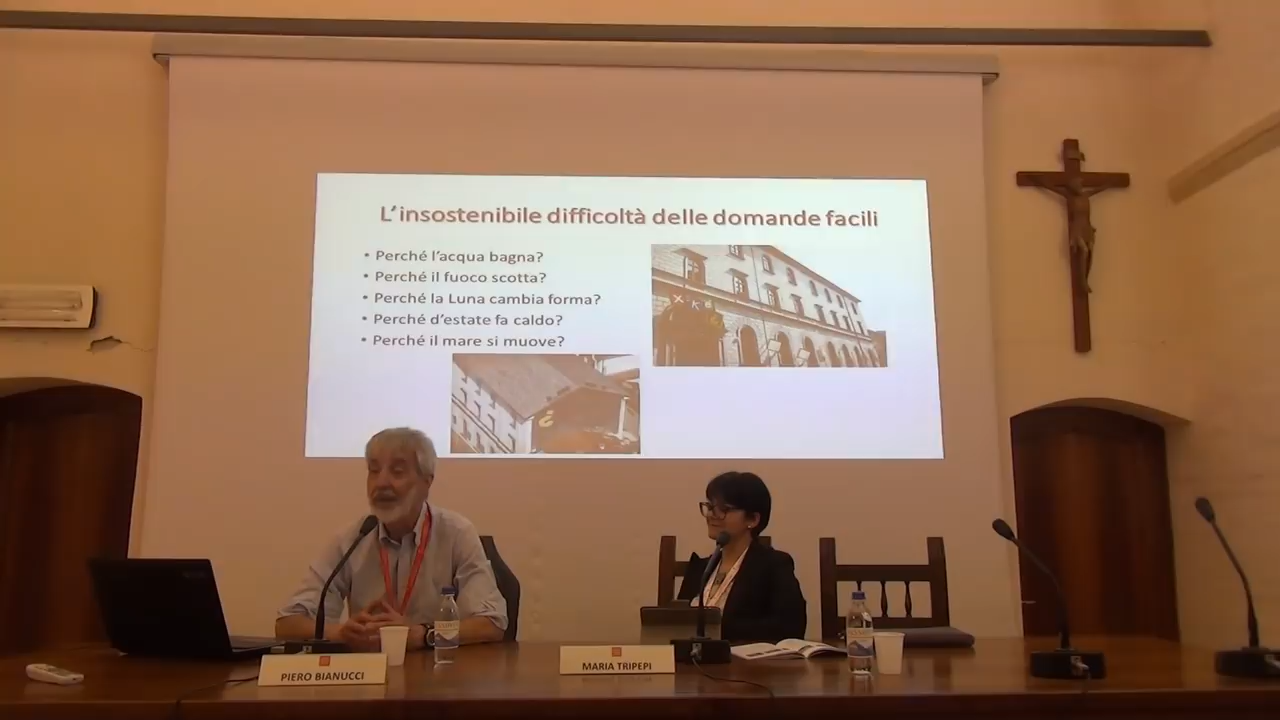 L'insostenibile difficoltà delle domande facili
• Perché l'acqua bagna?
• Perché il fuoco scotta?
• Perché la Luna cambia forma?
• Perché d'estate fa caldo?
• Perché il mare si muove?
PIERO BIANUCCI
MARIA TRIPEPI